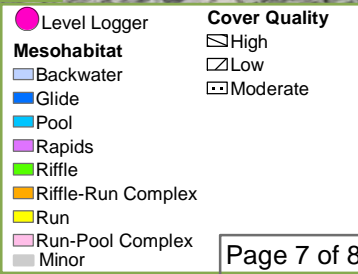 Level Logger
Mesohabitat
Backwater
Glide
Pool
Rapids
Riffle
Riffle-Run Complex
Run
Run-Pool Complex
Minor
Cover Quality
High
Low
Moderate
Page 7 of 8